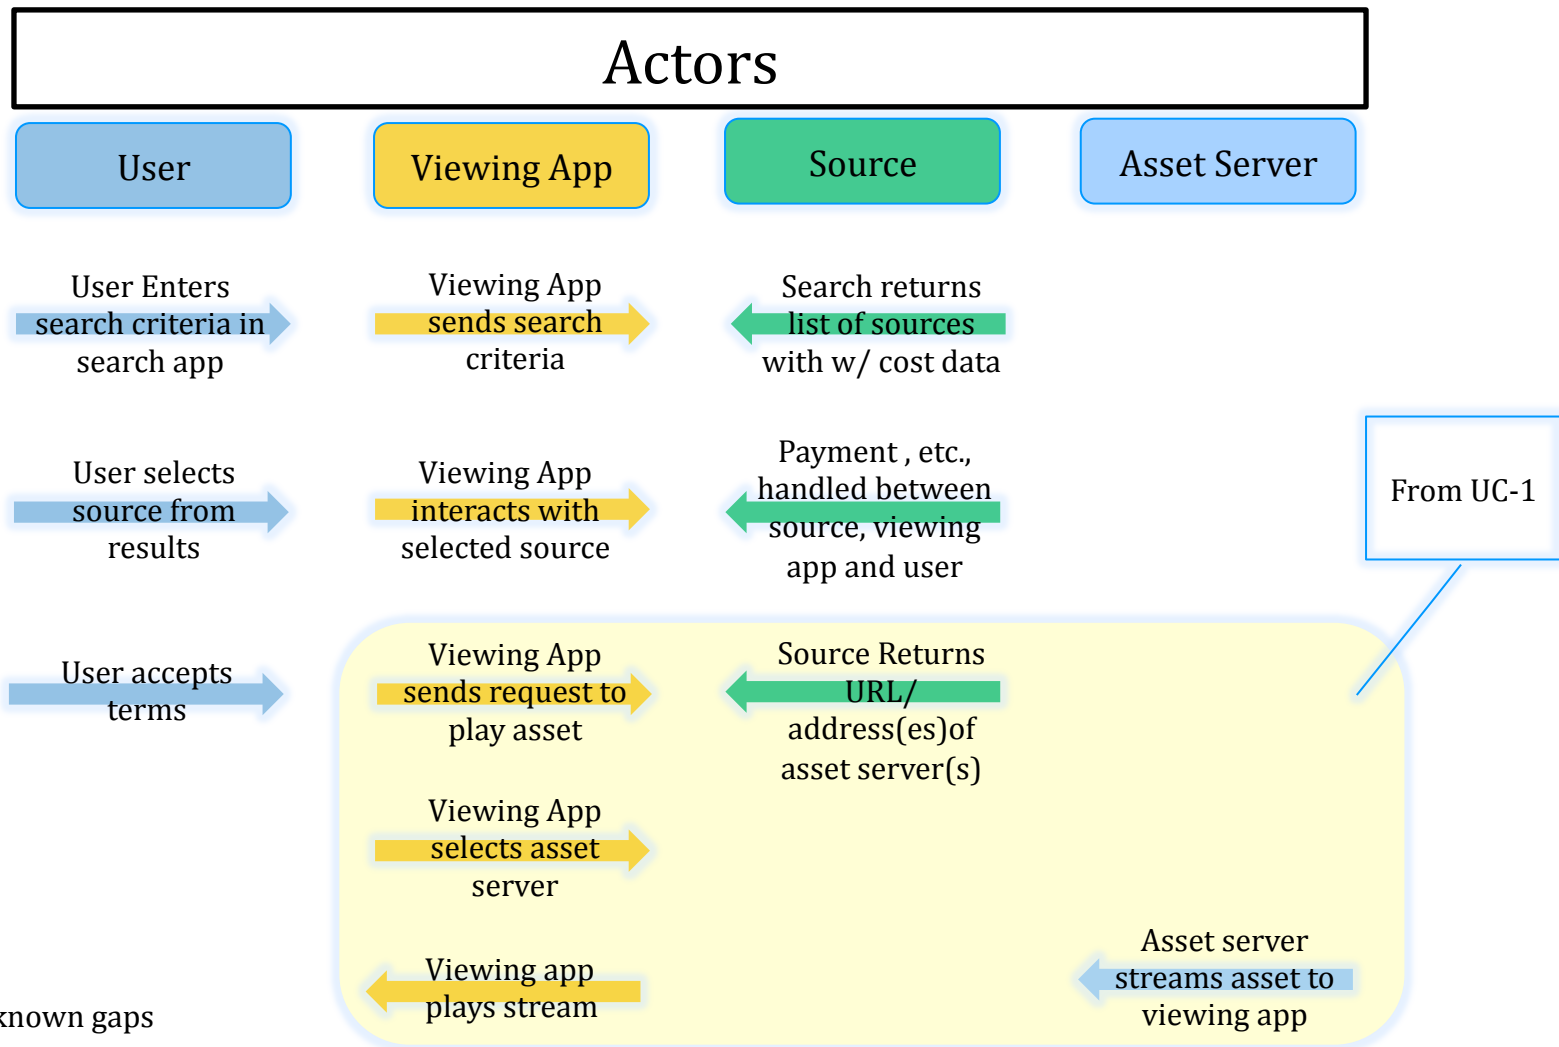 Actors
User
Viewing App
Source
Asset Server
User Enters
search criteria in
search app
Viewing App
sends search
criteria
Search returns
list of sources
with w/ cost data
User selects
source from
results
Viewing App
interacts with
selected source
Payment , etc.,
handled between
source, viewing
app and user
From UC-1
User accepts
terms
Viewing App
sends request to
play asset
Source Returns
URL/
address(es)of
asset server(s)
Viewing App
selects asset
server
Viewing app
plays stream
Asset server
streams asset to
viewing app
known gaps